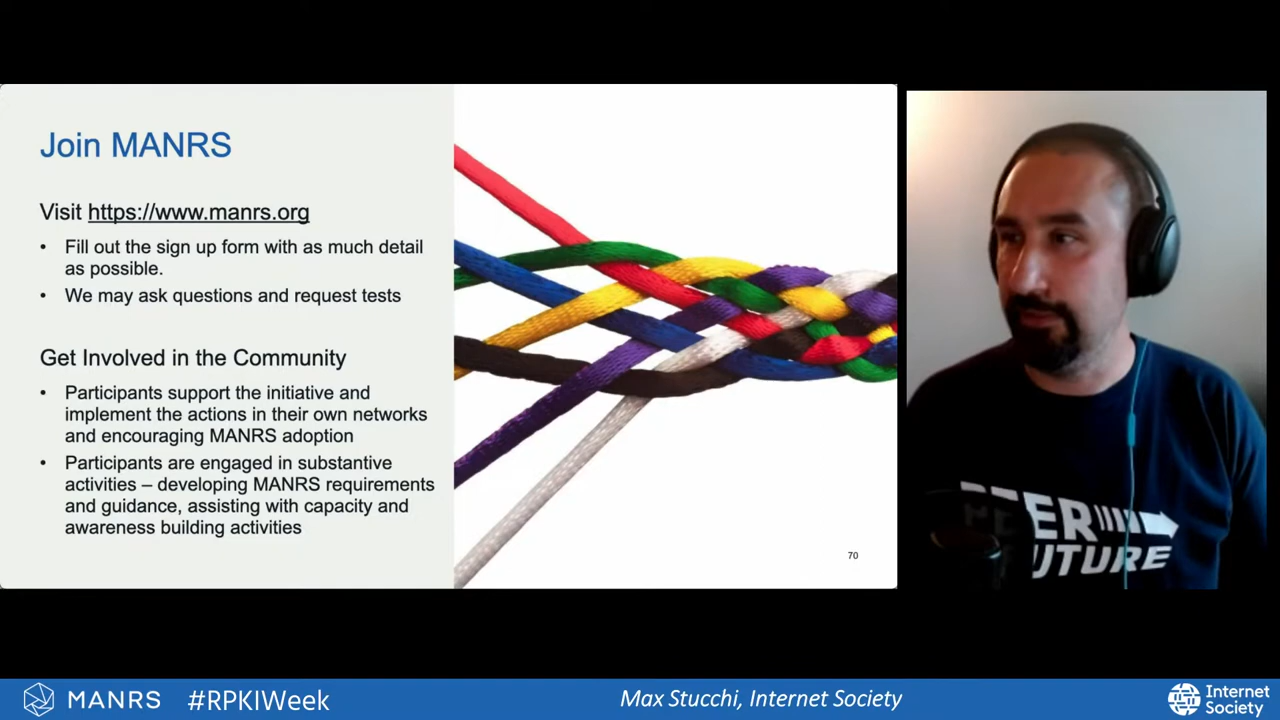 Join MANRS
Visit https://www.manrs.org
• Fill out the sign up form with as much detail
as possible.
• We may ask questions and request tests
Get Involved in the Community
• Participants support the initiative and
implement the actions in their own networks
and encouraging MANRS adoption
• Participants are engaged in substantive
activities – developing MANRS requirements
and guidance, assisting with capacity and
awareness building activities
70
MANRS
#RPKIWeek
Max Stucchi, Internet Society
Internet
Society